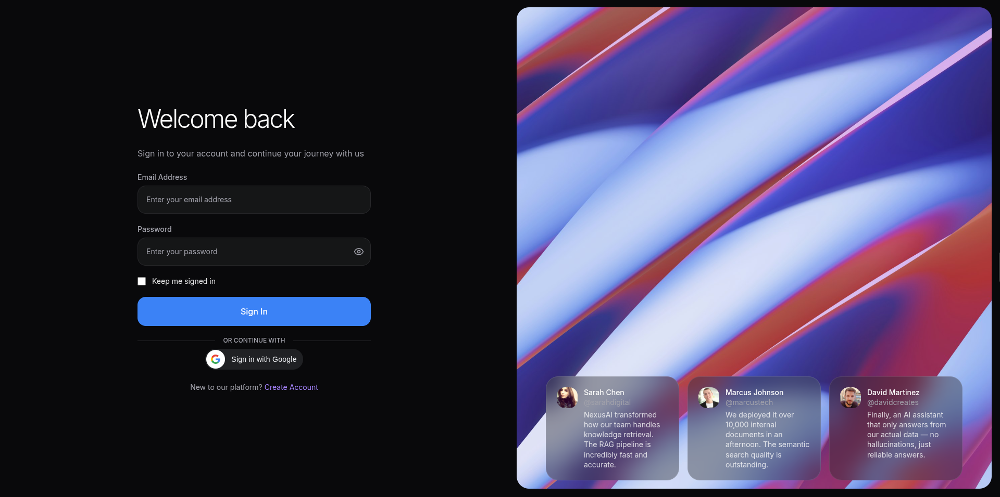 Welcome back
Sign in to your account and continue your journey with us
Email Address
Enter your email address
Password
Enter your password
Keep me signed in
Sign In
OR CONTINUE WITH
Sign in with Google
New to our platform? Create Account
Sarah Chen
@sarahdigital
NexusAI transformed
how our team handles
knowledge retrieval.
The RAG pipeline is
incredibly fast and
accurate.
Marcus Johnson
@marcustech
We deployed it over
10,000 internal
documents in an
afternoon. The semantic
search quality is
outstanding.
David Martinez
@davidcreates
Finally, an AI assistant
that only answers from
our actual data — no
hallucinations, just
reliable answers.